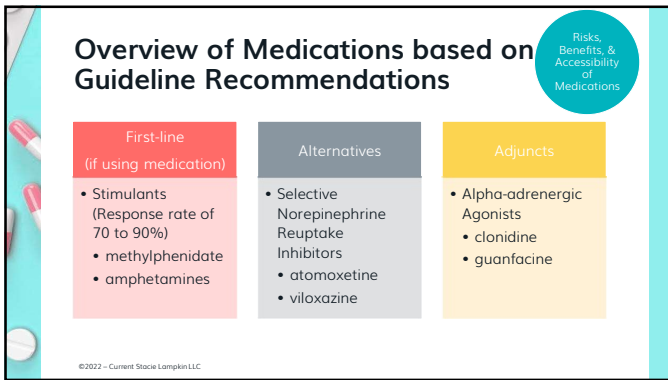 Overview of Medications based on
Guideline Recommendations
Risks,
Benefits, &
Accessibility
of
Medications
First-line
(if using medication)
• Stimulants
(Response rate of
70 to 90%)
• methylphenidate
• amphetamines
Alternatives
• Selective
Norepinephrine
Reuptake
Inhibitors
• atomoxetine
• viloxazine
Adjuncts
• Alpha-adrenergic
Agonists
• clonidine
• guanfacine
©2022 – Current Stacie Lampkin LLC